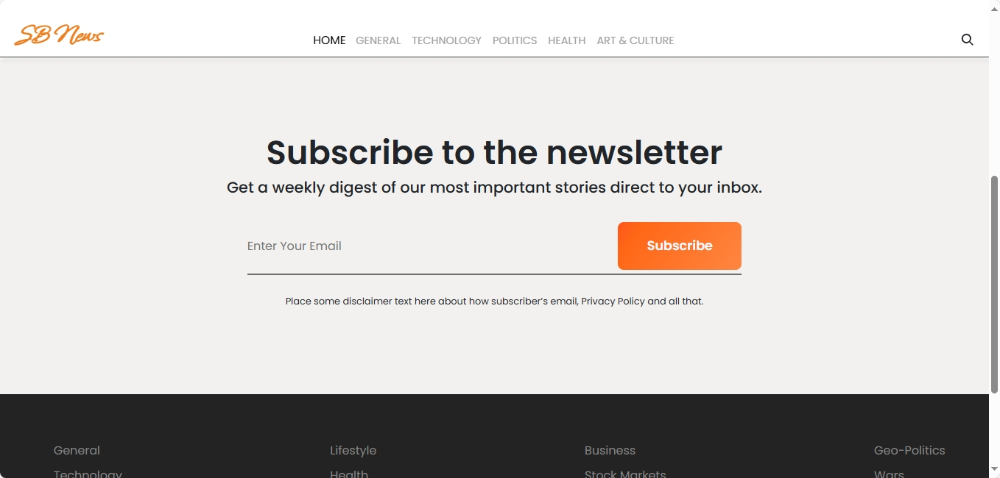 SB News
HOME GENERAL TECHNOLOGY POLITICS HEALTH ART & CULTURE
Subscribe to the newsletter
Get a weekly digest of our most important stories direct to your inbox.
Enter Your Email
Subscribe
Place some disclaimer text here about how subscriber’s email, Privacy Policy and all that.
General Lifestyle Business Geo-Politics
Technology Health Stock Markets Wars